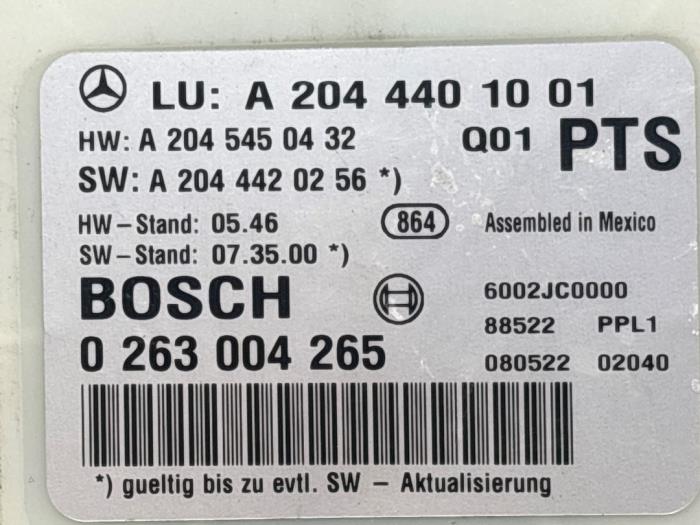 LU: A 204 440 10 01
HW: A 204 545 04 32 Q01 PTS
SW: A 204 442 02 56 *)
HW-Stand: 05.46 864 Assembled in Mexico
SW-Stand: 07.35.00 *)
BOSCH 6002JC0000
88522 PPL1
0 263 004 265 080522 02040
*) gueltig bis zu evtl. SW - Aktualisierung